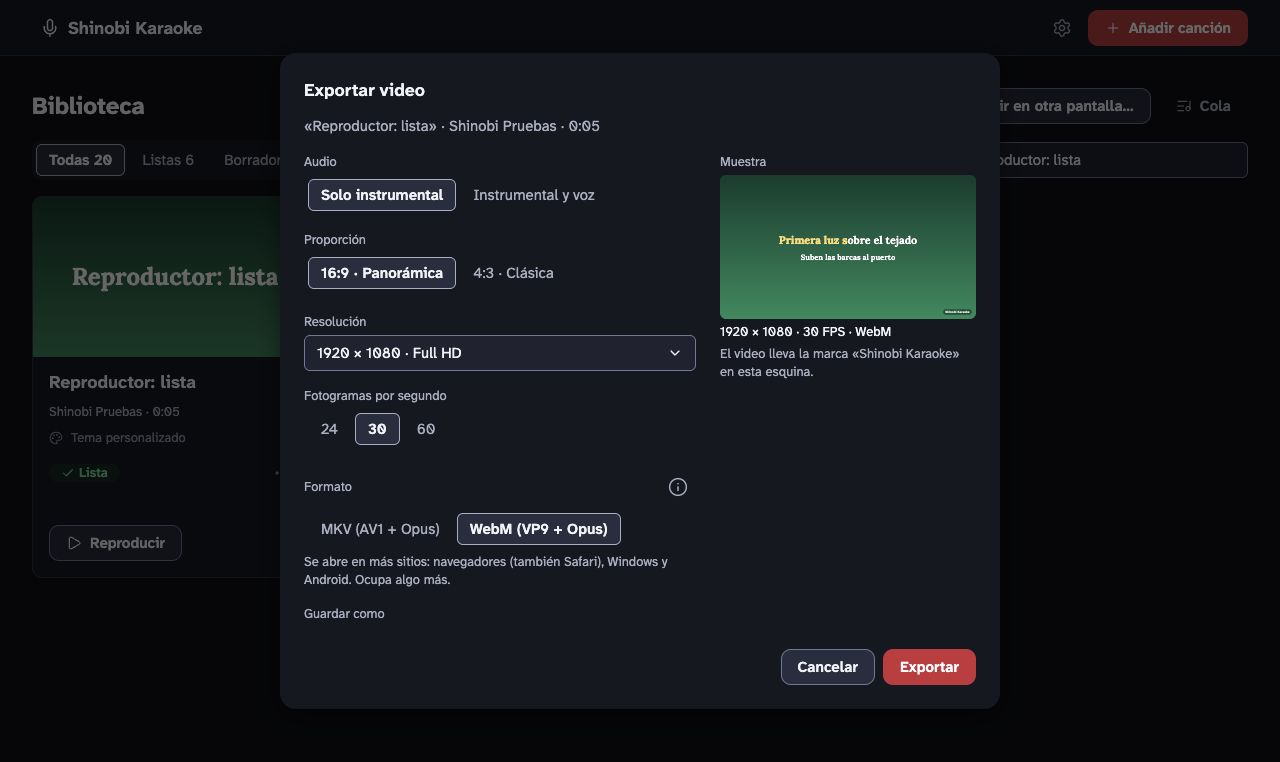 Shinobi Karaoke
Añadir canción
Biblioteca
ir en otra pantalla...
Cola
Todas 20
Listas 6
Borrador
oductor: lista
Reproductor: lista
Reproductor: lista
Shinobi Pruebas · 0:05
Tema personalizado
Lista
Reproducir
Exportar video
«Reproductor: lista» · Shinobi Pruebas · 0:05
Audio
Solo instrumental
Instrumental y voz
Proporción
16:9 · Panorámica
4:3 · Clásica
Resolución
1920 × 1080 · Full HD
Fotogramas por segundo
24
30
60
Formato
MKV (AV1 + Opus)
WebM (VP9 + Opus)
Se abre en más sitios: navegadores (también Safari), Windows y
Android. Ocupa algo más.
Guardar como
Muestra
Primera luz sobre el tejado
Suben las barcas al puerto
Shinobi Karaoke
1920 × 1080 · 30 FPS · WebM
El video lleva la marca «Shinobi Karaoke»
en esta esquina.
Cancelar
Exportar